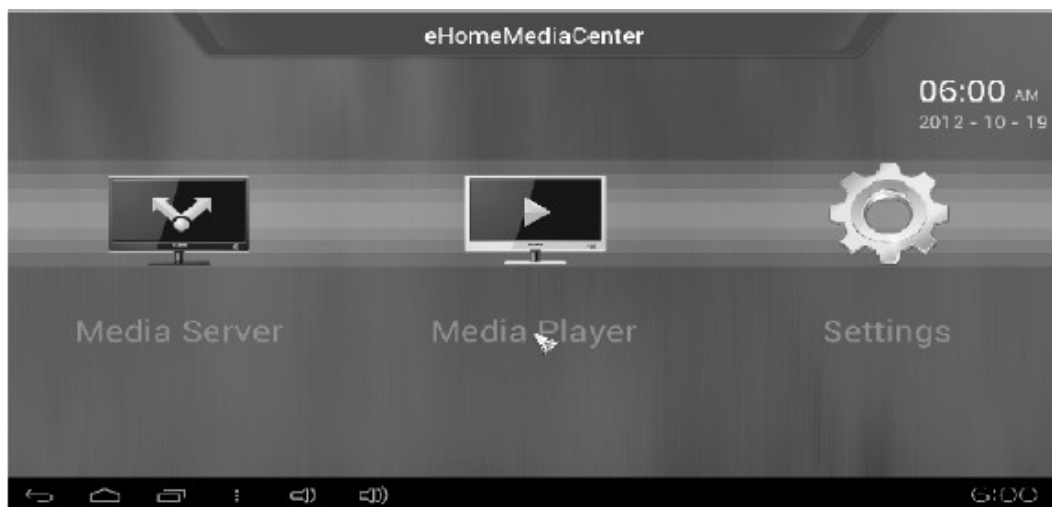 eHomeMediaCenter
06:00 AM
2012 - 10 - 19
Media Server
Media Player
Settings
6:00